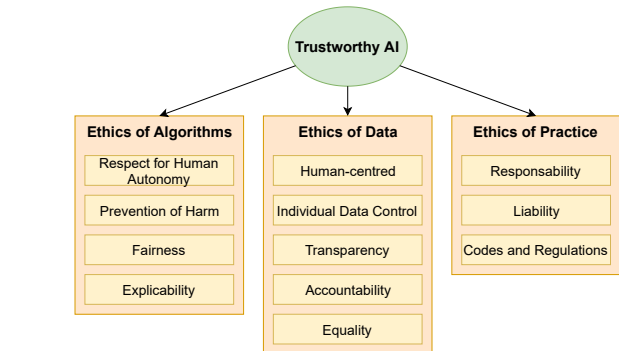 Trustworthy AI
Ethics of Algorithms
Respect for Human
Autonomy
Prevention of Harm
Fairness
Explicability
Ethics of Data
Human-centred
Individual Data Control
Transparency
Accountability
Equality
Ethics of Practice
Responsability
Liability
Codes and Regulations